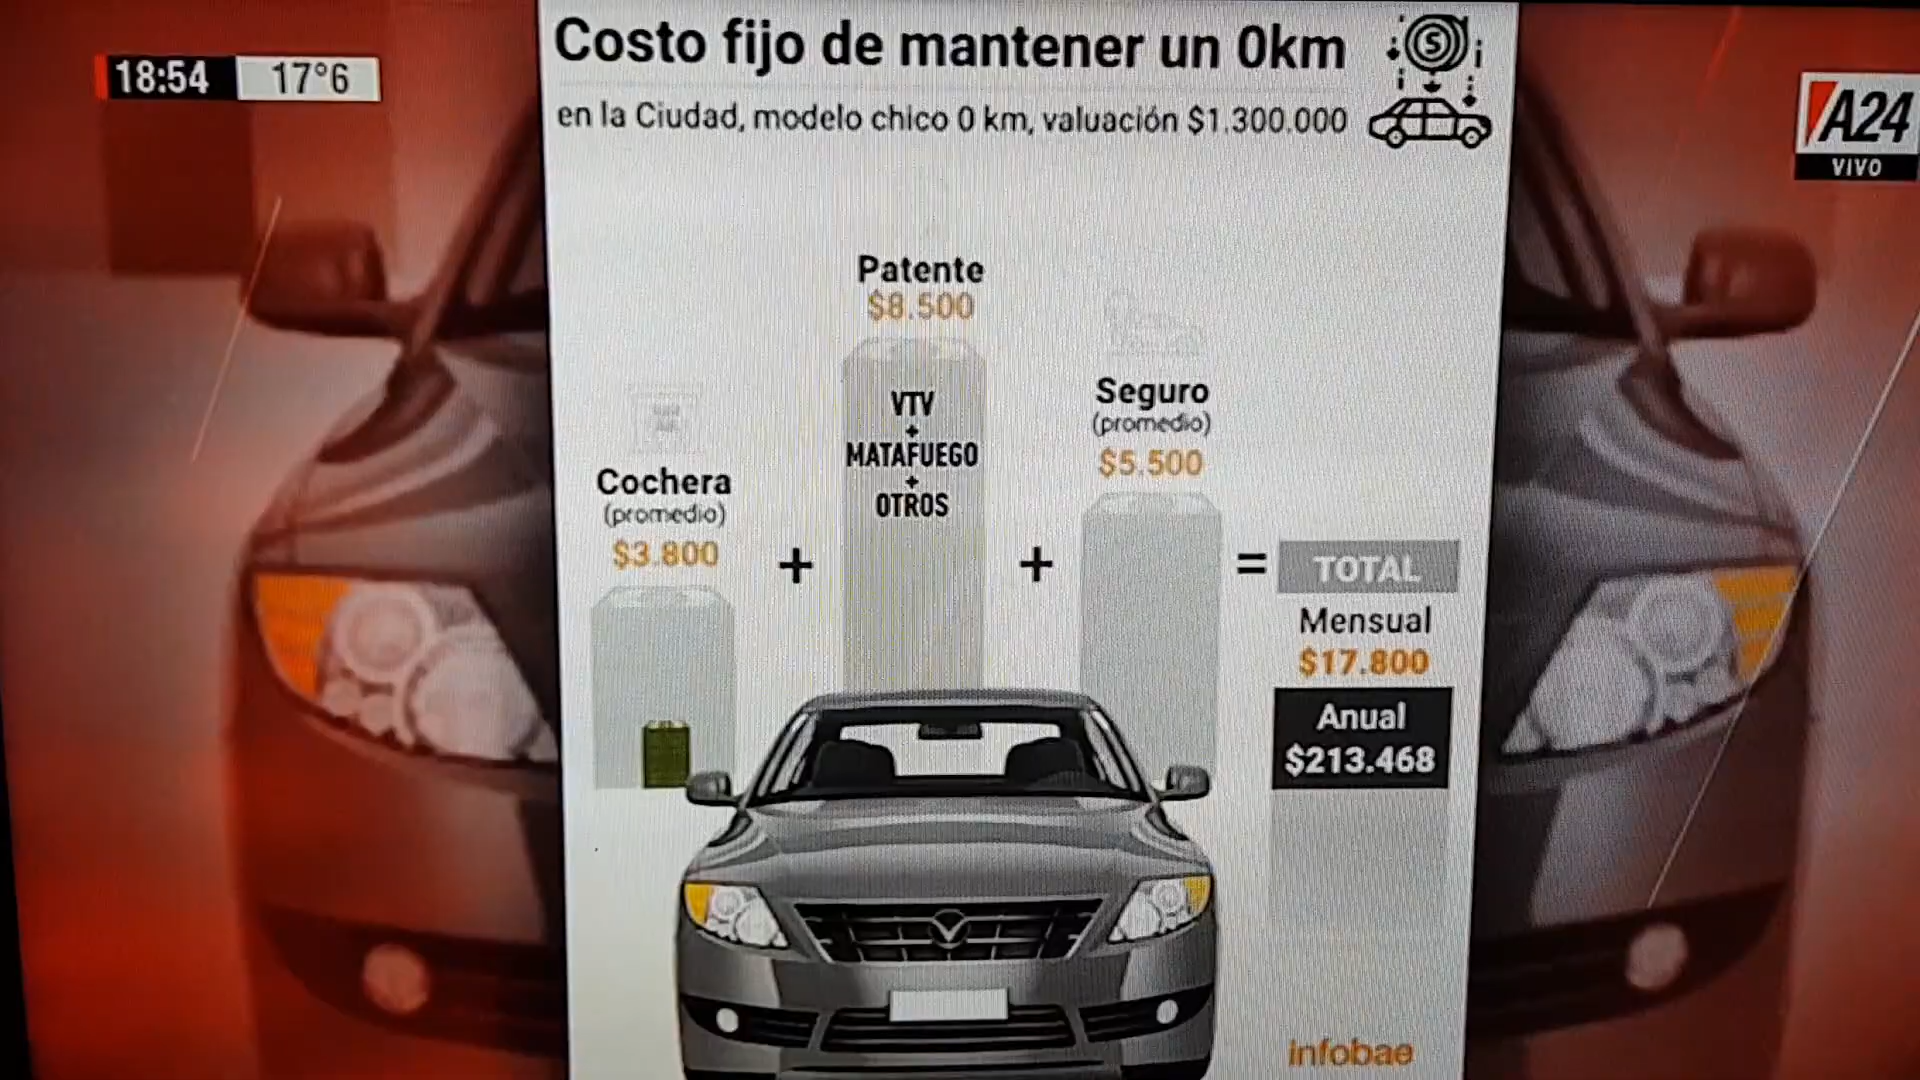 18:54
17°6
Costo fijo de mantener un 0km
en la Ciudad, modelo chico 0 km, valuación $1.300.000
A24
VIVO
Patente
$8.500
VTV
+
MATAFUEGO
+
OTROS
Cochera
(promedio)
$3.800
+
+
Seguro
(promedio)
$5.500
=
TOTAL
Mensual
$17.800
Anual
$213.468
infobae